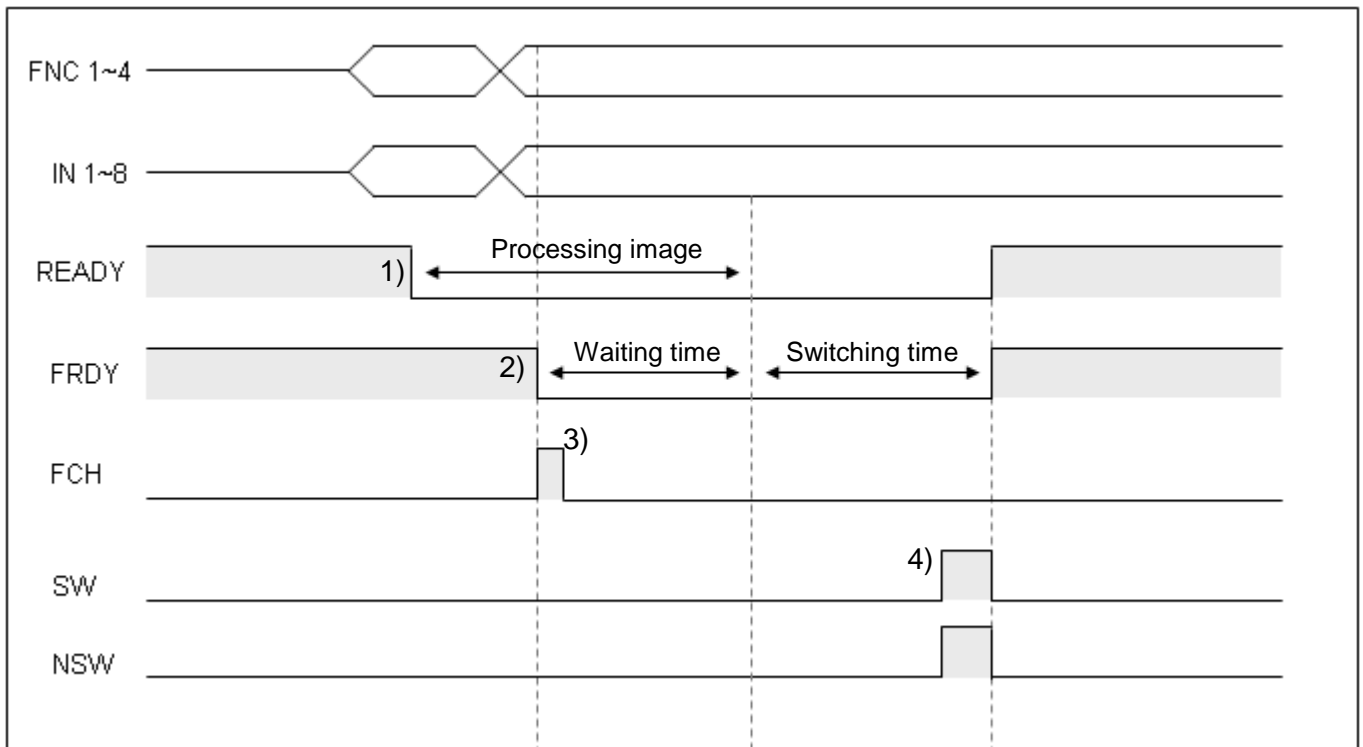 FNC 1~4
IN 1~8
Processing image
READY
1)
Waiting time
Switching time
FRDY
2)
3)
FCH
4)
SW
NSW